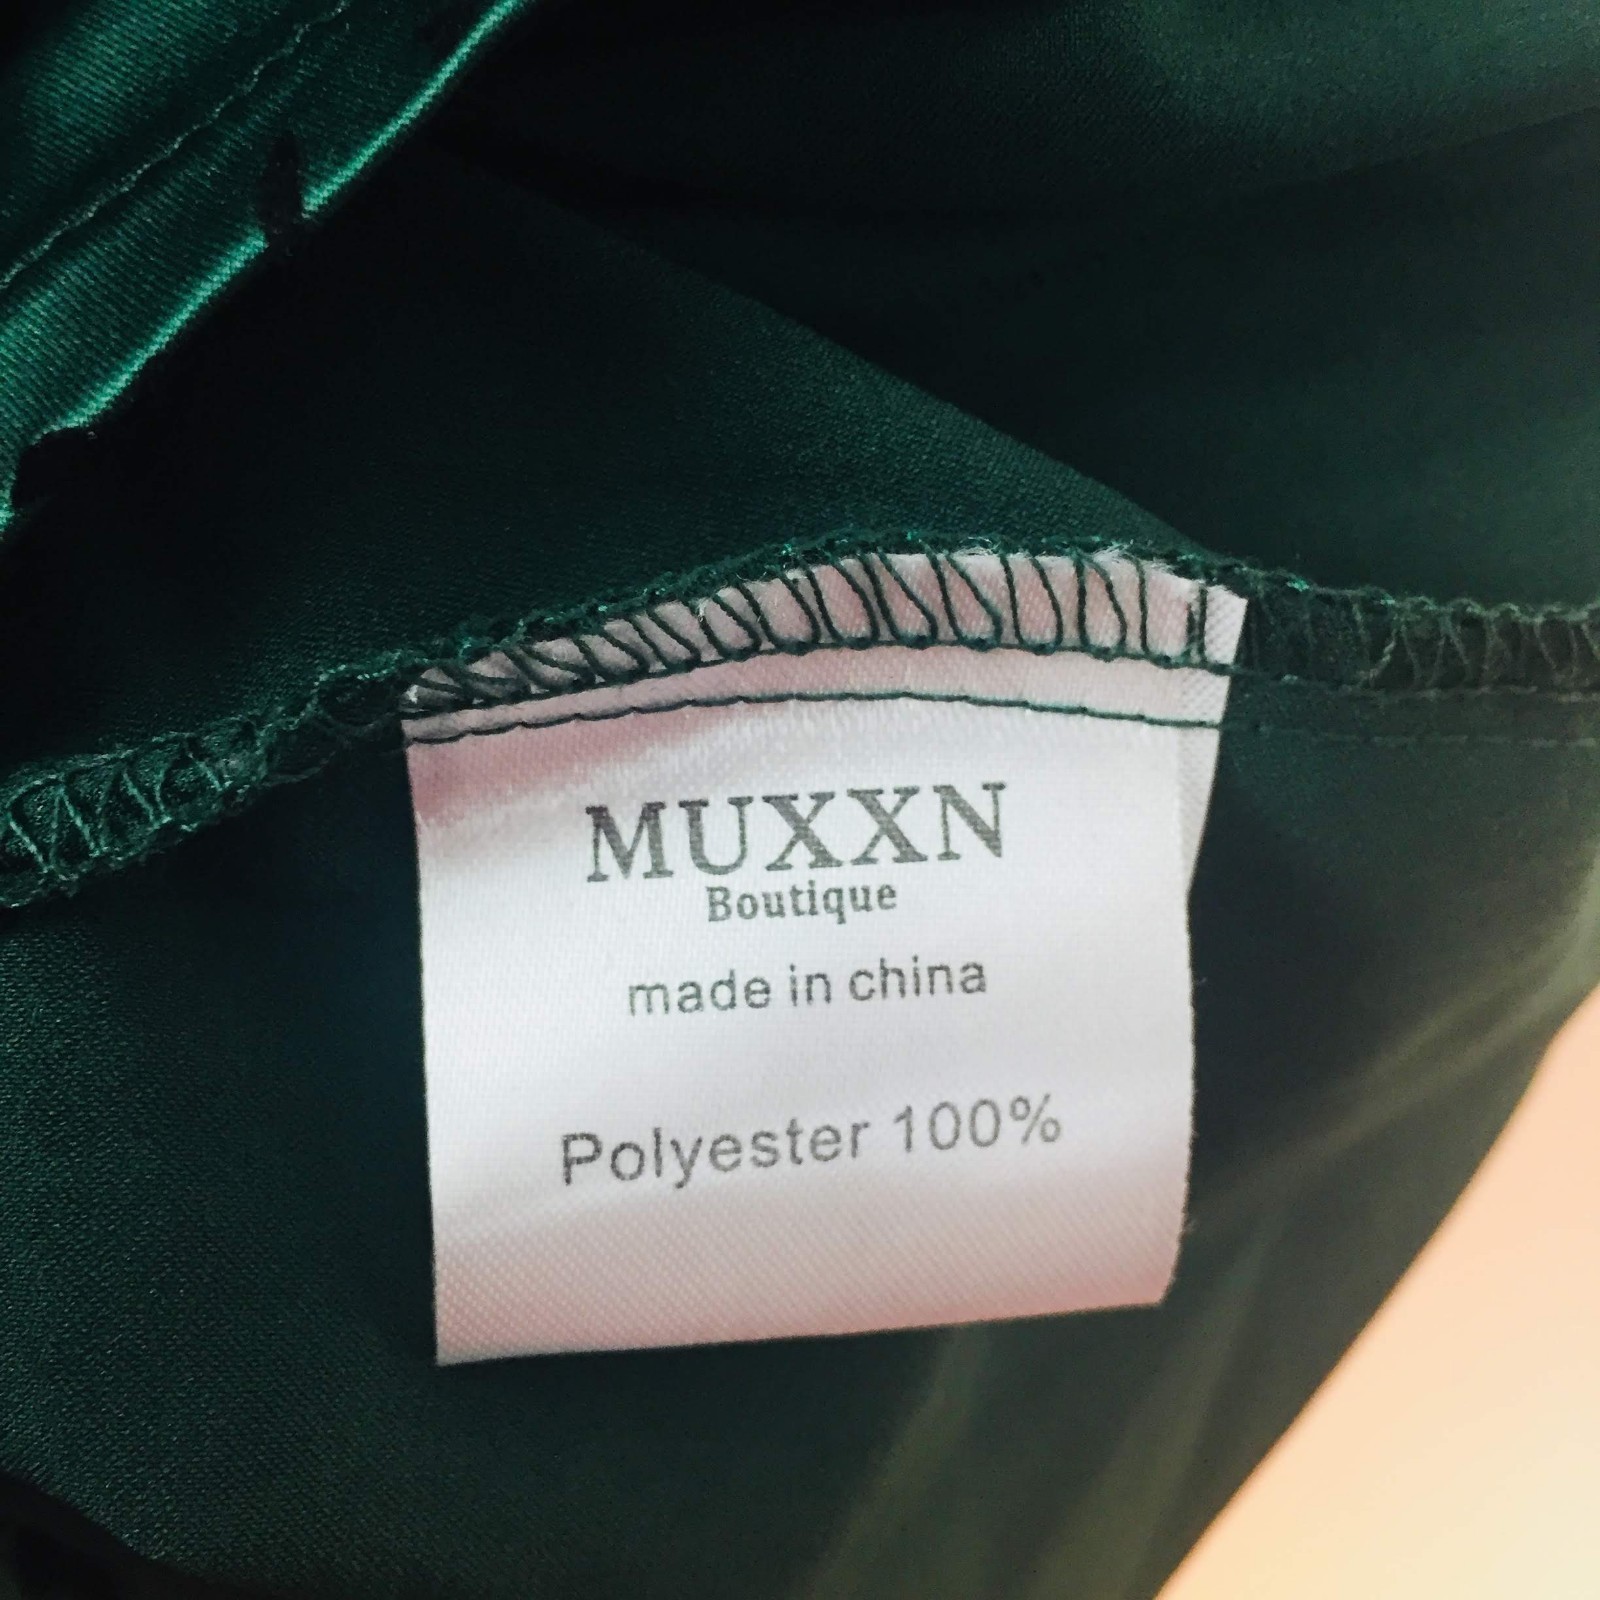 MUXXN
Boutique
made in china
Polyester 100%